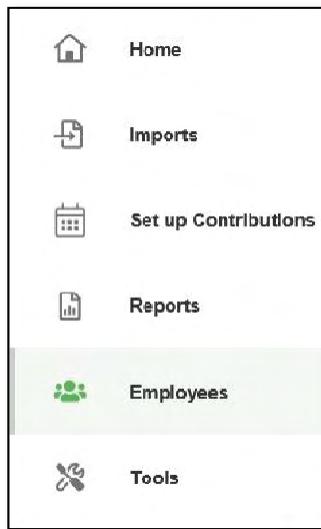 Home
Imports
Set up Contributions
Reports
Employees
Tools